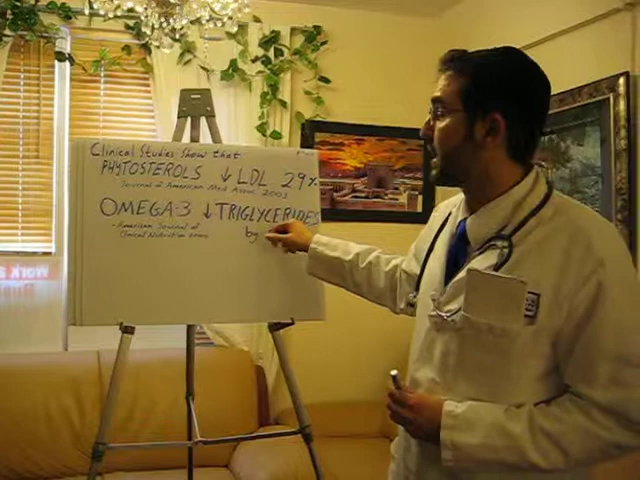 Clinical Studies Show that
PHYTOSTEROLS ↓ LDL 29%
Journal of American Med Assoc. 2003
OMEGA-3 ↓ TRIGLYCERIDES
- American Journal of by
Clinical Nutrition
Work a